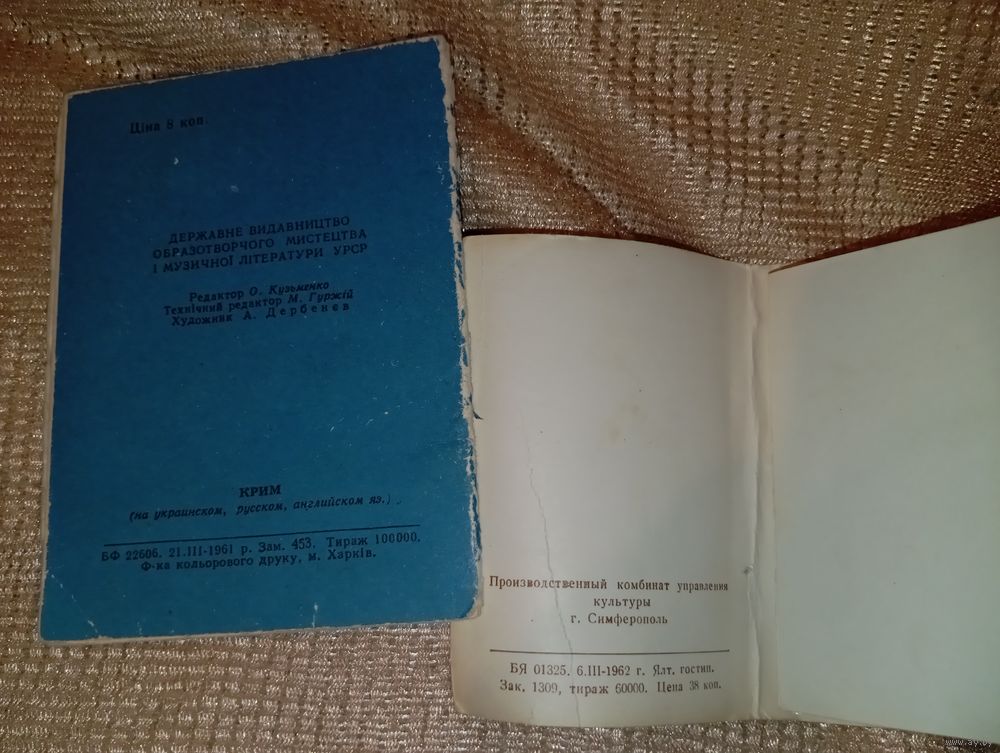 Ціна 8 коп.
ДЕРЖАВНЕ ВИДАВНИЦТВО
ОБРАЗОТВОРЧОГО МИСТЕЦТВА
І МУЗИЧНОЇ ЛІТЕРАТУРИ УРСР
Редактор О. Кузьменко
Технічний редактор М. Гуржій
Художник А. Дербенев
КРИМ
(на украинском, русском, английском яз.)
БФ 22606. 21.III-1961 р. Зам. 453. Тираж 100000.
Ф-ка кольорового друку, м. Харків.
Производственный комбинат управления
культуры
г. Симферополь
БЯ 01325. 6.III-1962 г. Ялт. гостип.
Зак. 1309, тираж 60000. Цена 38 коп.